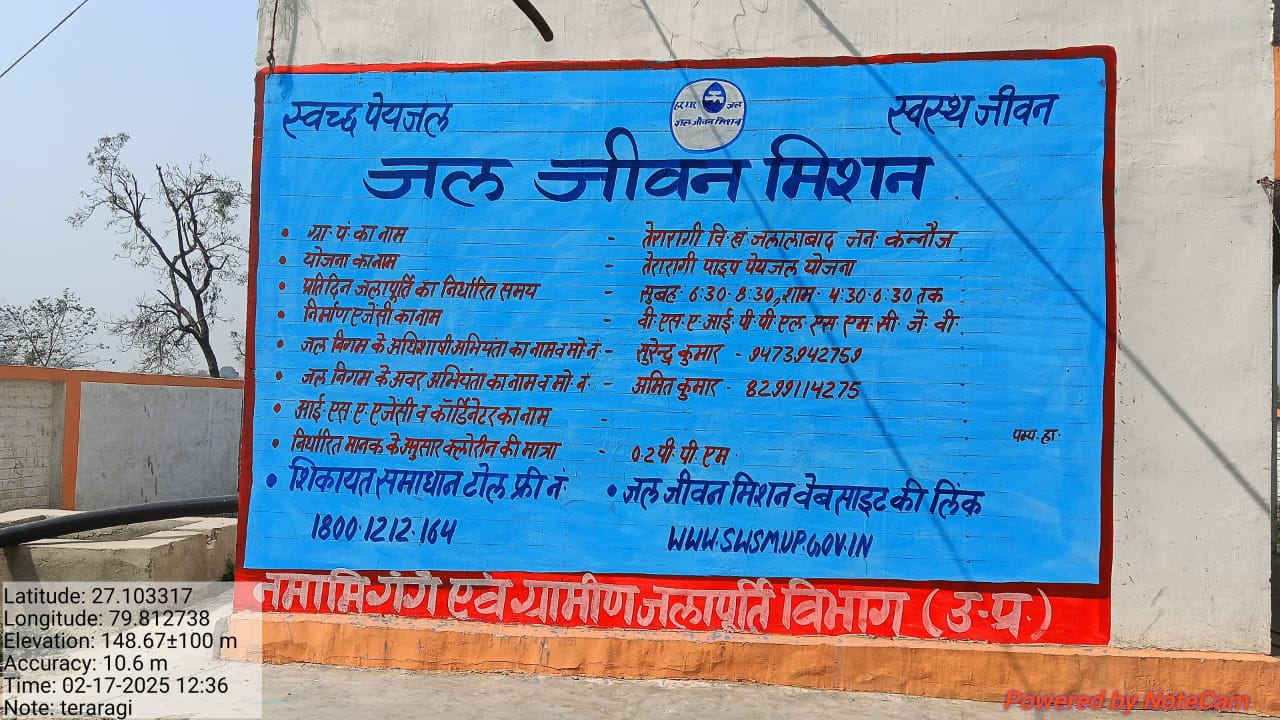 स्वच्छ पेयजल
हर घर जल
जल जीवन मिशन
स्वस्थ जीवन
जल जीवन मिशन
• ग्रा· पं· का नाम - तेरारागी वि· खं जलालाबाद जन· कन्नौज
• योजना का नाम - तेरारागी पाइप पेयजल योजना
• प्रतिदिन जलापूर्ति का निर्धारित समय - सुबह· 6:30-8:30, शाम· 4:30-6:30 तक
• निर्माण एजेंसी का नाम - वी· एस· ए· आई पी· पी· एल· एस· एम· सी· जे· वी·
• जल निगम के अधिशाषी अभियंता का नाम व मो· नं· - सुरेन्द्र कुमार - 9473942759
• जल निगम के अवर अभियंता का नाम व मो· नं· - अमित कुमार - 8299114275
• आई· एस· ए· एजेंसी व कॉर्डिनेटर का नाम -
पम्प· हा·
• निर्धारित मानक के अनुसार क्लोरीन की मात्रा - 0.2 पी· पी· एम·
• शिकायत समाधान टोल फ्री नं· • जल जीवन मिशन वेबसाइट की लिंक
1800·1212·164 WWW.SWSM.UP.GOV.IN
नमामि गंगे एवं ग्रामीण जलापूर्ति विभाग (उ·प्र·)
Latitude: 27.103317
Longitude: 79.812738
Elevation: 148.67±100 m
Accuracy: 10.6 m
Time: 02-17-2025 12:36
Note: teraragi
Powered by NoteCam